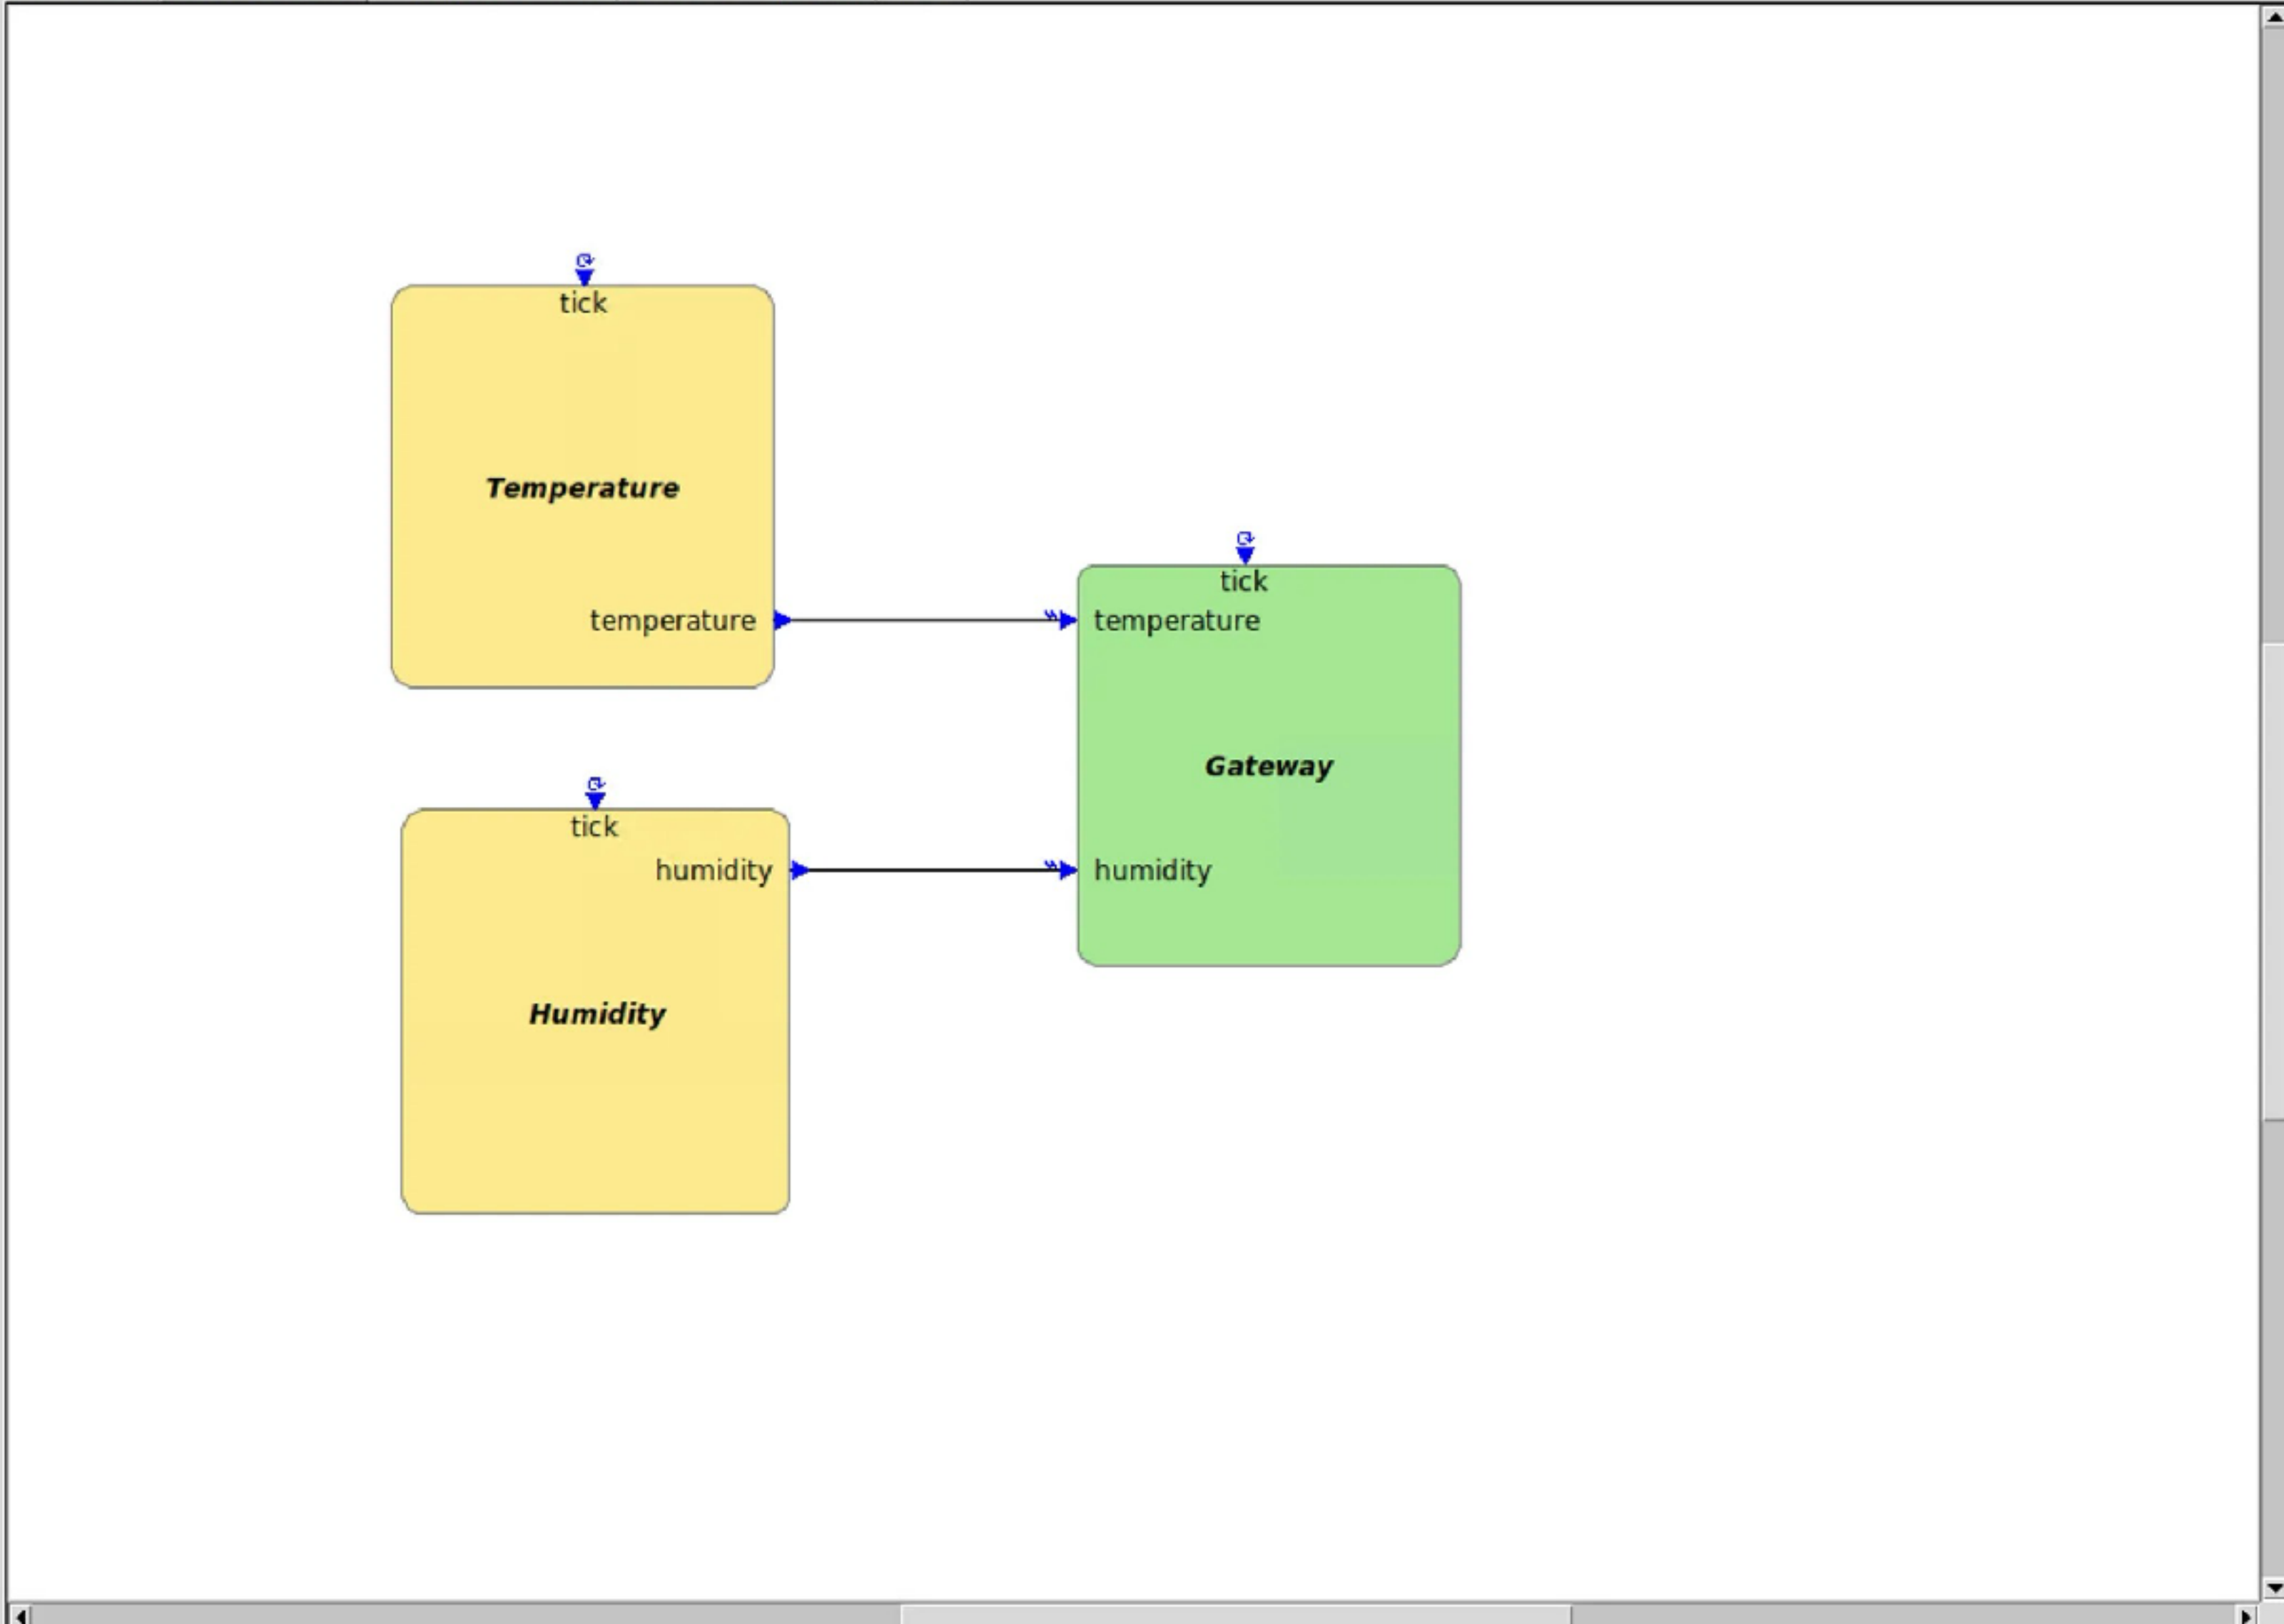 tick
Temperature
temperature
tick
temperature
Gateway
humidity
tick
humidity
Humidity